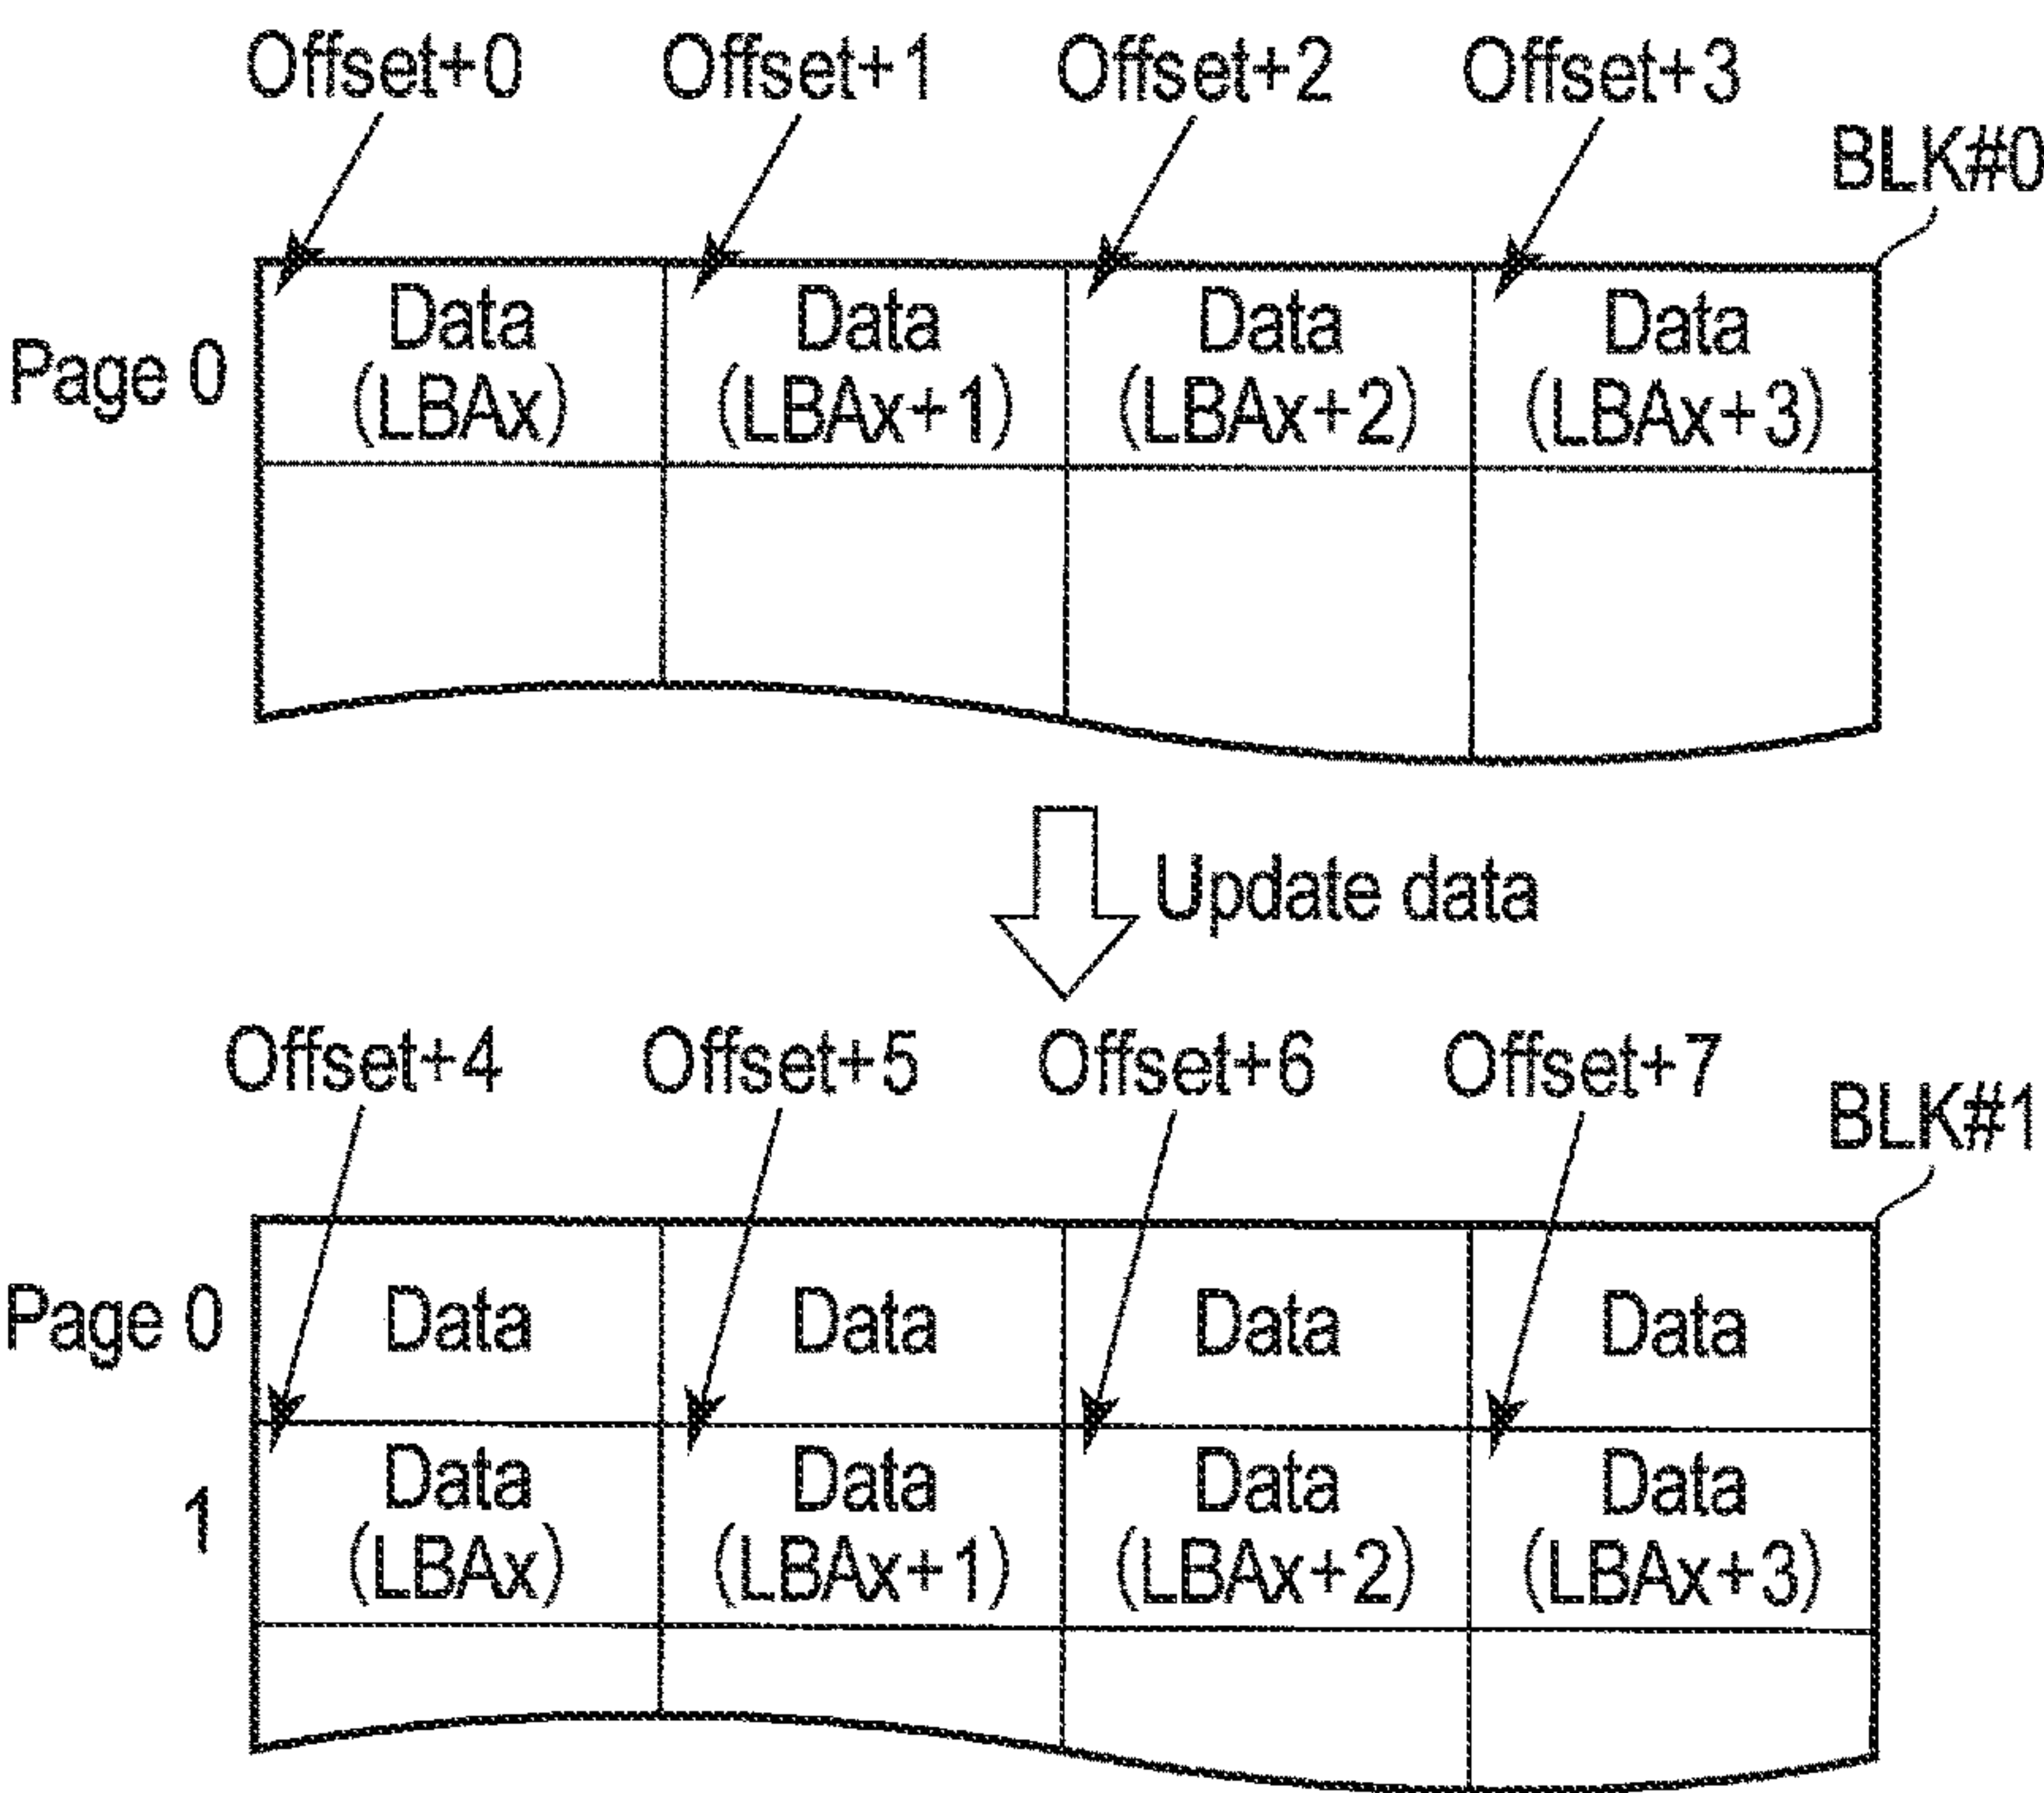 Offset+0 Offset+1 Offset+2 Offset+3
BLK#0
Page 0
Data Data Data Data
(LBAx) (LBAx+1) (LBAx+2) (LBAx+3)
Update data
Offset+4 Offset+5 Offset+6 Offset+7
BLK#1
Page 0 Data Data Data Data
1
Data Data Data Data
(LBAx) (LBAx+1) (LBAx+2) (LBAx+3)